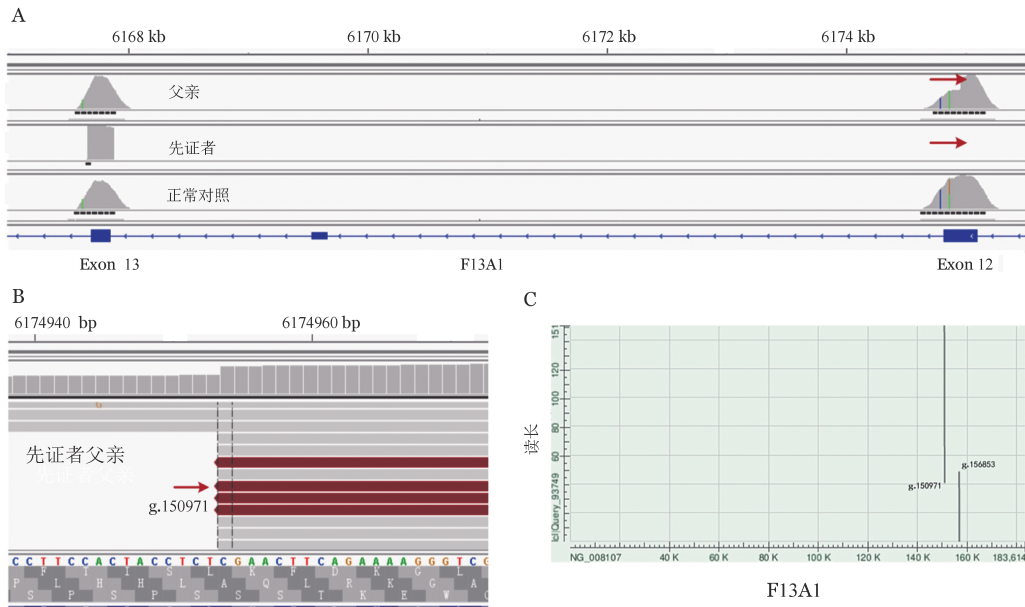 A
6168 kb 6170 kb 6172 kb 6174 kb
父亲
先证者
正常对照
Exon 13 F13A1 Exon 12
B
6174940 bp 6174960 bp
先证者父亲
g.150971
C C T T C C A C T A C C T C T C G A A C T T C A G A A A A G G G T C G
C
151
120
100
80
60
读长
lcl|Query_93749
g.156853
g.150971
NG_008107 40 K 60 K 80 K 100 K 120 K 140 K 160 K 183,614
F13A1